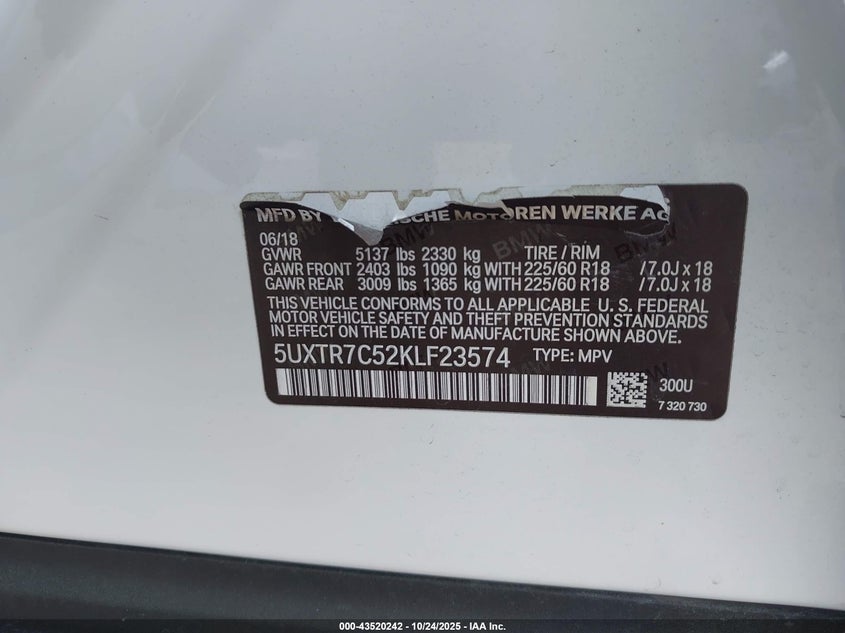 MFD BY SCHE MOTOREN WERKE AG
06/18
GVWR 5137 lbs 2330 kg TIRE / RIM
GAWR FRONT 2403 lbs 1090 kg WITH 225/60 R18 /7.0J x 18
GAWR REAR 3009 lbs 1365 kg WITH 225/60 R18 /7.0J x 18
THIS VEHICLE CONFORMS TO ALL APPLICABLE U. S. FEDERAL
MOTOR VEHICLE SAFETY AND THEFT PREVENTION STANDARDS
IN EFFECT ON THE DATE OF MANUFACTURE SHOWN ABOVE.
5UXTR7C52KLF23574 TYPE: MPV
300U
7 320 730
000-43520242 - 10/24/2025 - IAA Inc.